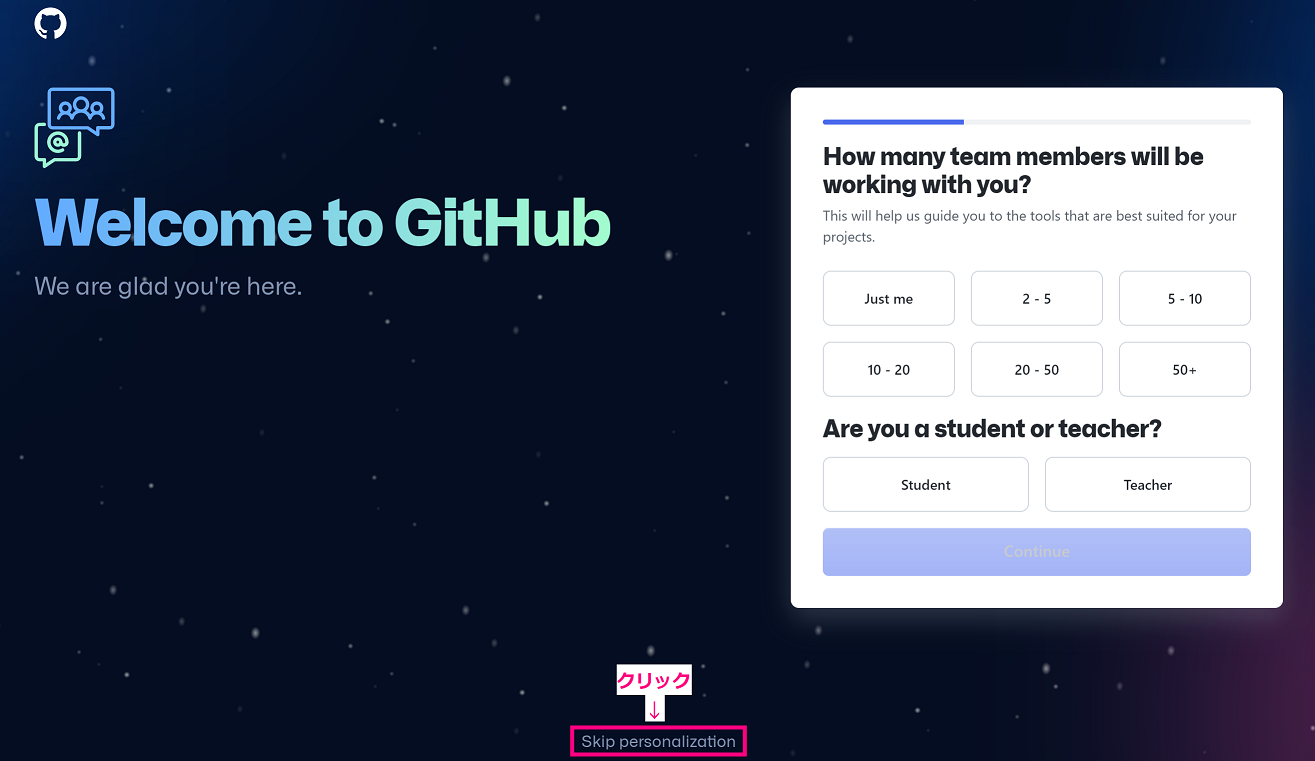 @
Welcome to GitHub
We are glad you're here.
How many team members will be
working with you?
This will help us guide you to the tools that are best suited for your
projects.
Just me
2 - 5
5 - 10
10 - 20
20 - 50
50+
Are you a student or teacher?
Student
Teacher
Continue
クリック
↓
Skip personalization